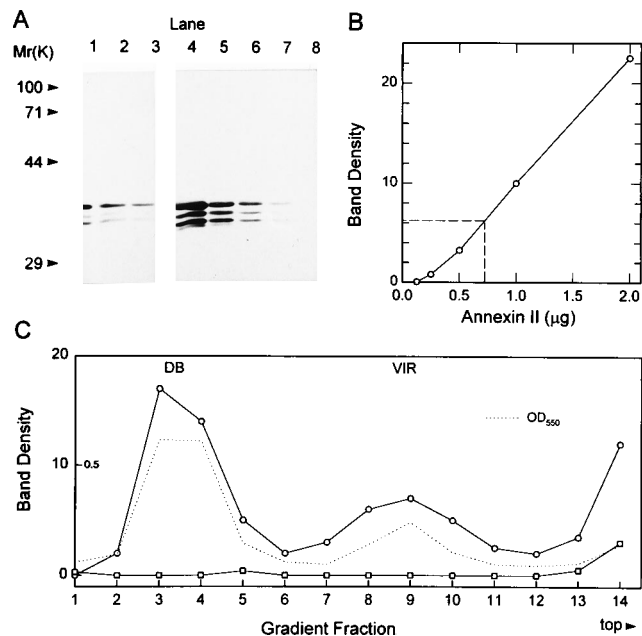 A
Lane
Mr(K)
1 2 3 4 5 6 7 8
100
71
44
29
B
Band Density
20
10
0
0.0 0.5 1.0 1.5 2.0
Annexin II (μg)
C
Band Density
20
10
0
0.5
DB
VIR
OD550
1 2 3 4 5 6 7 8 9 10 11 12 13 14
Gradient Fraction
top